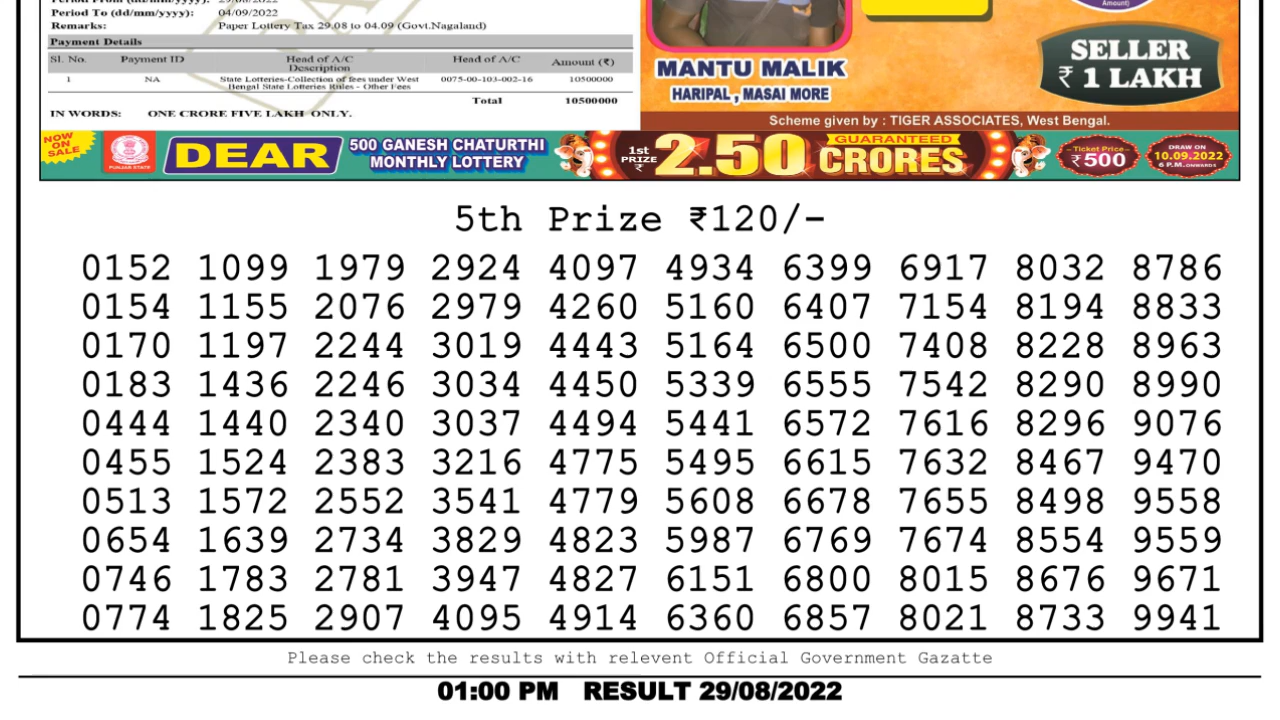 Period To (dd/mm/yyyy): 04/09/2022
Remarks: Paper Lottery Tax 29.08 to 04.09 (Govt.Nagaland)
Payment Details
Sl. No. Payment ID Head of A/C Description Head of A/C Amount (₹)
1 NA State Lotteries-Collection of fees under West Bengal State Lotteries Rules - Other Fees 0075-00-103-002-16 10500000
Total 10500000
IN WORDS: ONE CRORE FIVE LAKH ONLY.
Amount)
SELLER
₹ 1 LAKH
MANTU MALIK
HARIPAL , MASAI MORE
Scheme given by : TIGER ASSOCIATES, West Bengal.
NOW ON SALE
PUNJAB STATE
DEAR
500 GANESH CHATURTHI
MONTHLY LOTTERY
1st PRIZE ₹ 2.50 GUARANTEED CRORES
Ticket Price
₹500
DRAW ON
10.09.2022
6 P.M. ONWARDS
5th Prize ₹120/-
0152 1099 1979 2924 4097 4934 6399 6917 8032 8786
0154 1155 2076 2979 4260 5160 6407 7154 8194 8833
0170 1197 2244 3019 4443 5164 6500 7408 8228 8963
0183 1436 2246 3034 4450 5339 6555 7542 8290 8990
0444 1440 2340 3037 4494 5441 6572 7616 8296 9076
0455 1524 2383 3216 4775 5495 6615 7632 8467 9470
0513 1572 2552 3541 4779 5608 6678 7655 8498 9558
0654 1639 2734 3829 4823 5987 6769 7674 8554 9559
0746 1783 2781 3947 4827 6151 6800 8015 8676 9671
0774 1825 2907 4095 4914 6360 6857 8021 8733 9941
Please check the results with relevent Official Government Gazatte
01:00 PM RESULT 29/08/2022